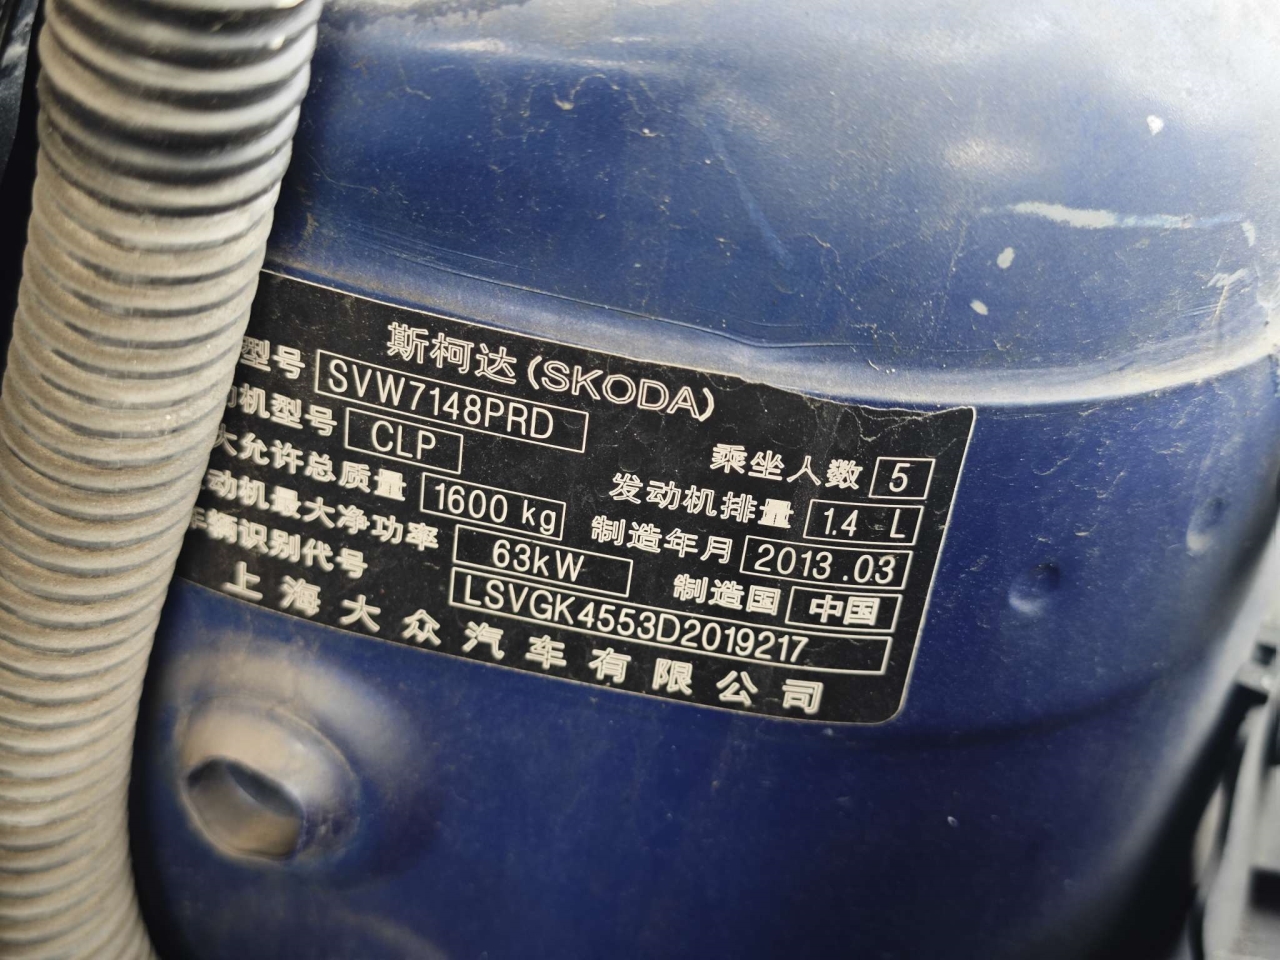 斯柯达(SKODA)
型号 SVW7148PRD 乘坐人数 5
动机型号 CLP 发动机排量 1.4 L
大允许总质量 1600 kg 制造年月 2013.03
动机最大净功率 63kW 制造国 中国
车辆识别代号 LSVGK4553D2019217
上海大众汽车有限公司